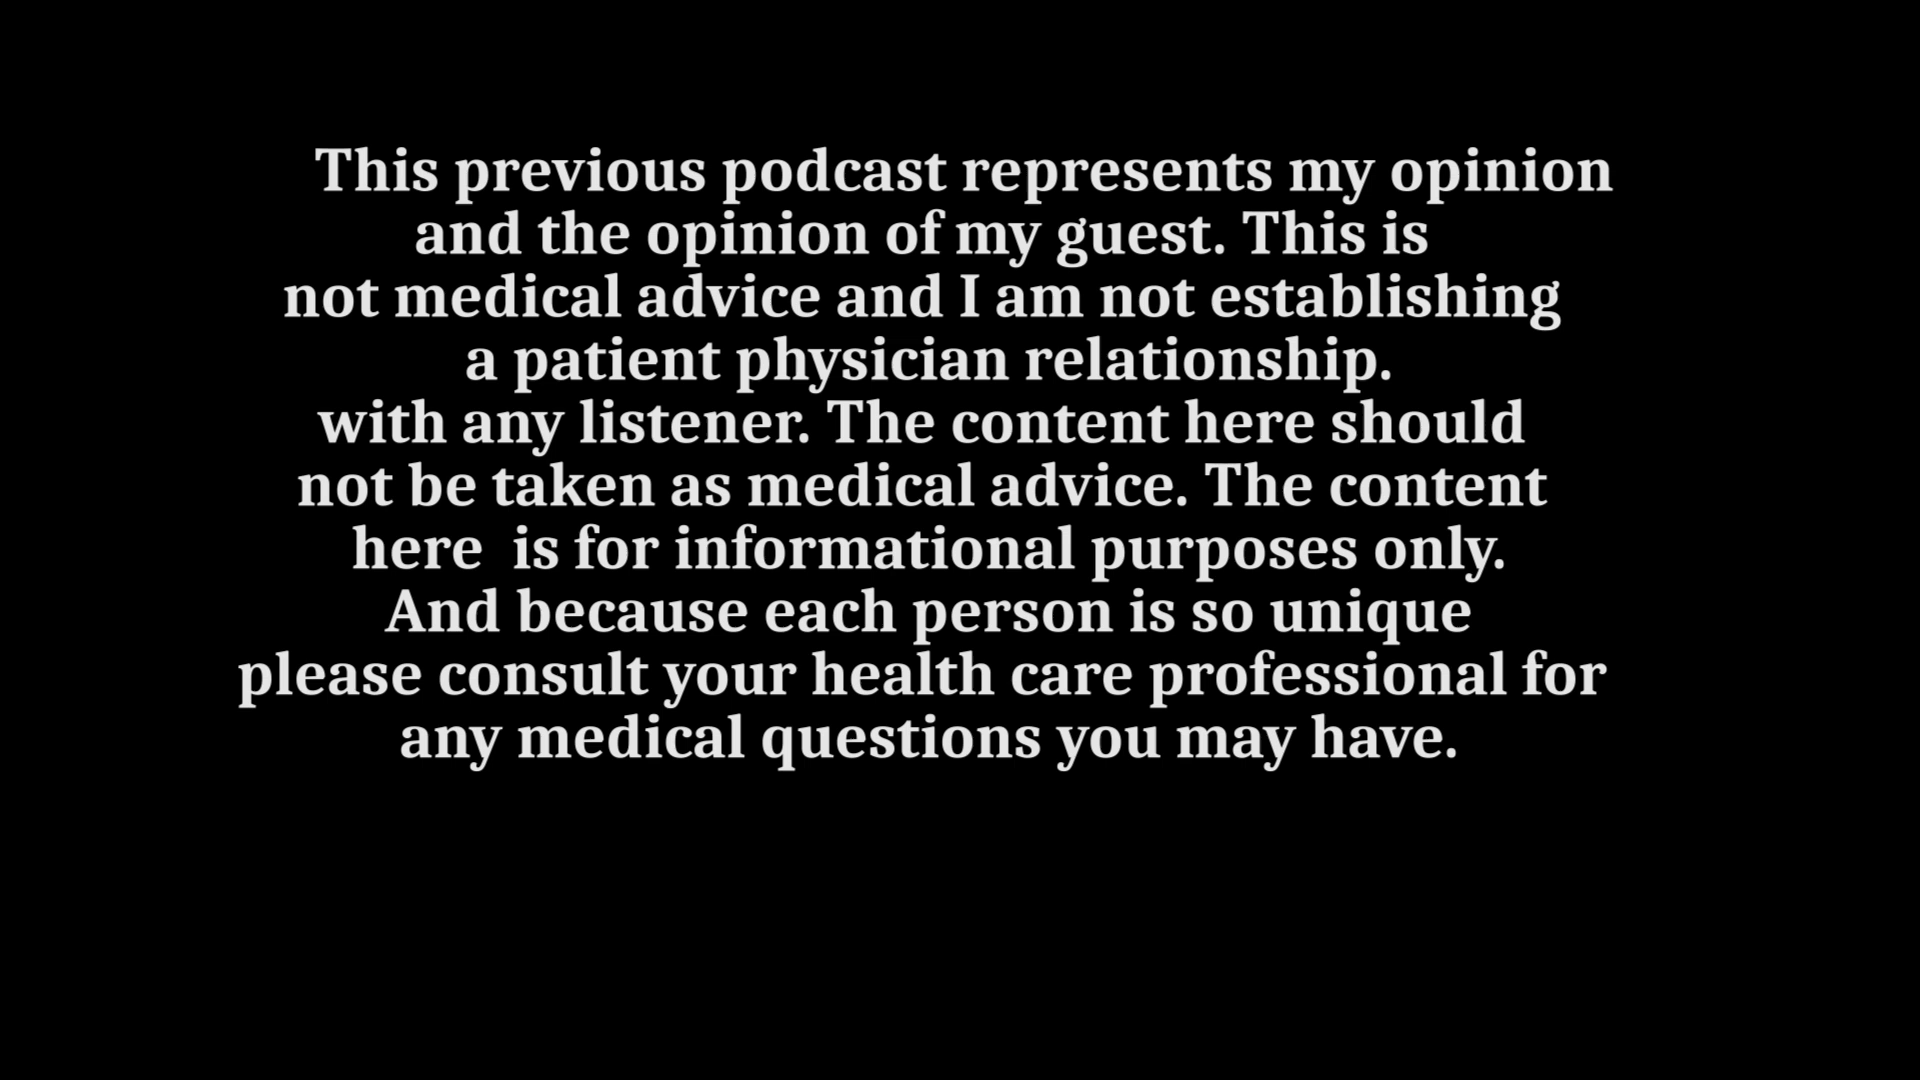 This previous podcast represents my opinion
and the opinion of my guest. This is
not medical advice and I am not establishing
a patient physician relationship.
with any listener. The content here should
not be taken as medical advice. The content
here  is for informational purposes only.
And because each person is so unique
please consult your health care professional for
any medical questions you may have.